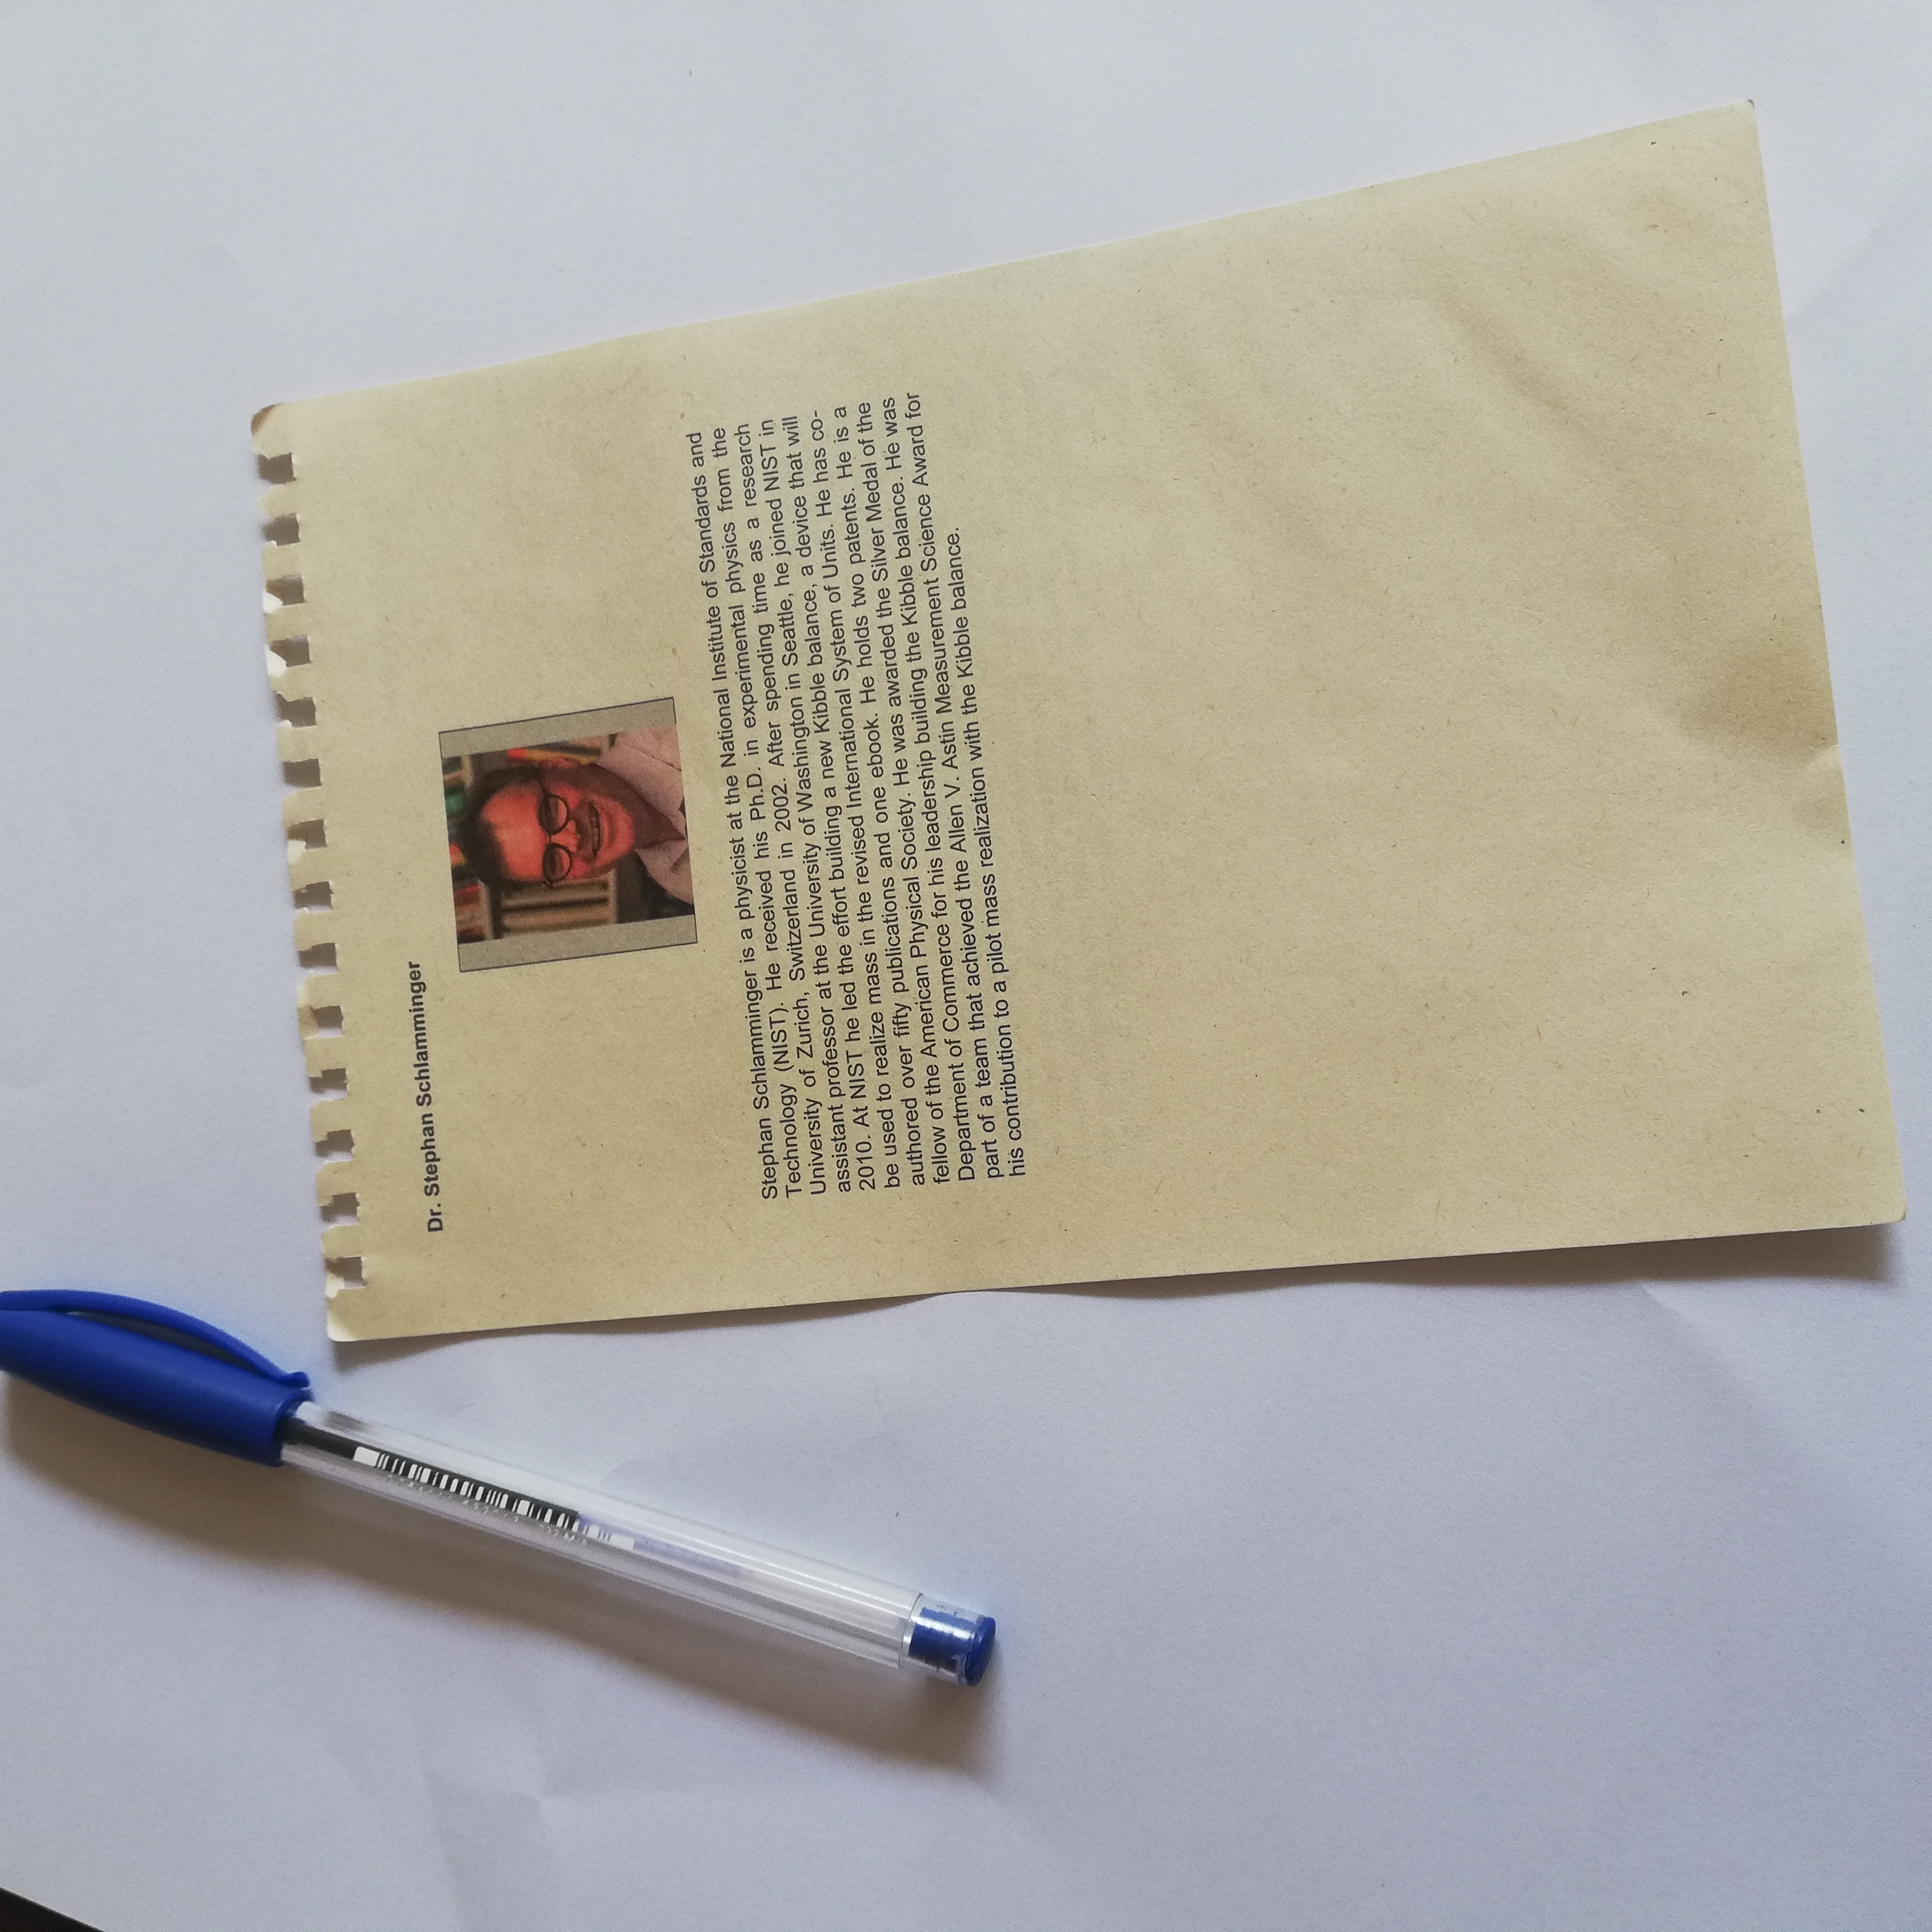 Dr. Stephan Schlamminger
Stephan Schlamminger is a physicist at the National Institute of Standards and
Technology (NIST). He received his Ph.D. in experimental physics from the
University of Zurich, Switzerland in 2002. After spending time as a research
assistant professor at the University of Washington in Seattle, he joined NIST in
2010. At NIST he led the effort building a new Kibble balance, a device that will
be used to realize mass in the revised International System of Units. He has co-
authored over fifty publications and one ebook. He holds two patents. He is a
fellow of the American Physical Society. He was awarded the Silver Medal of the
Department of Commerce for his leadership building the Kibble balance. He was
part of a team that achieved the Allen V. Astin Measurement Science Award for
his contribution to a pilot mass realization with the Kibble balance.